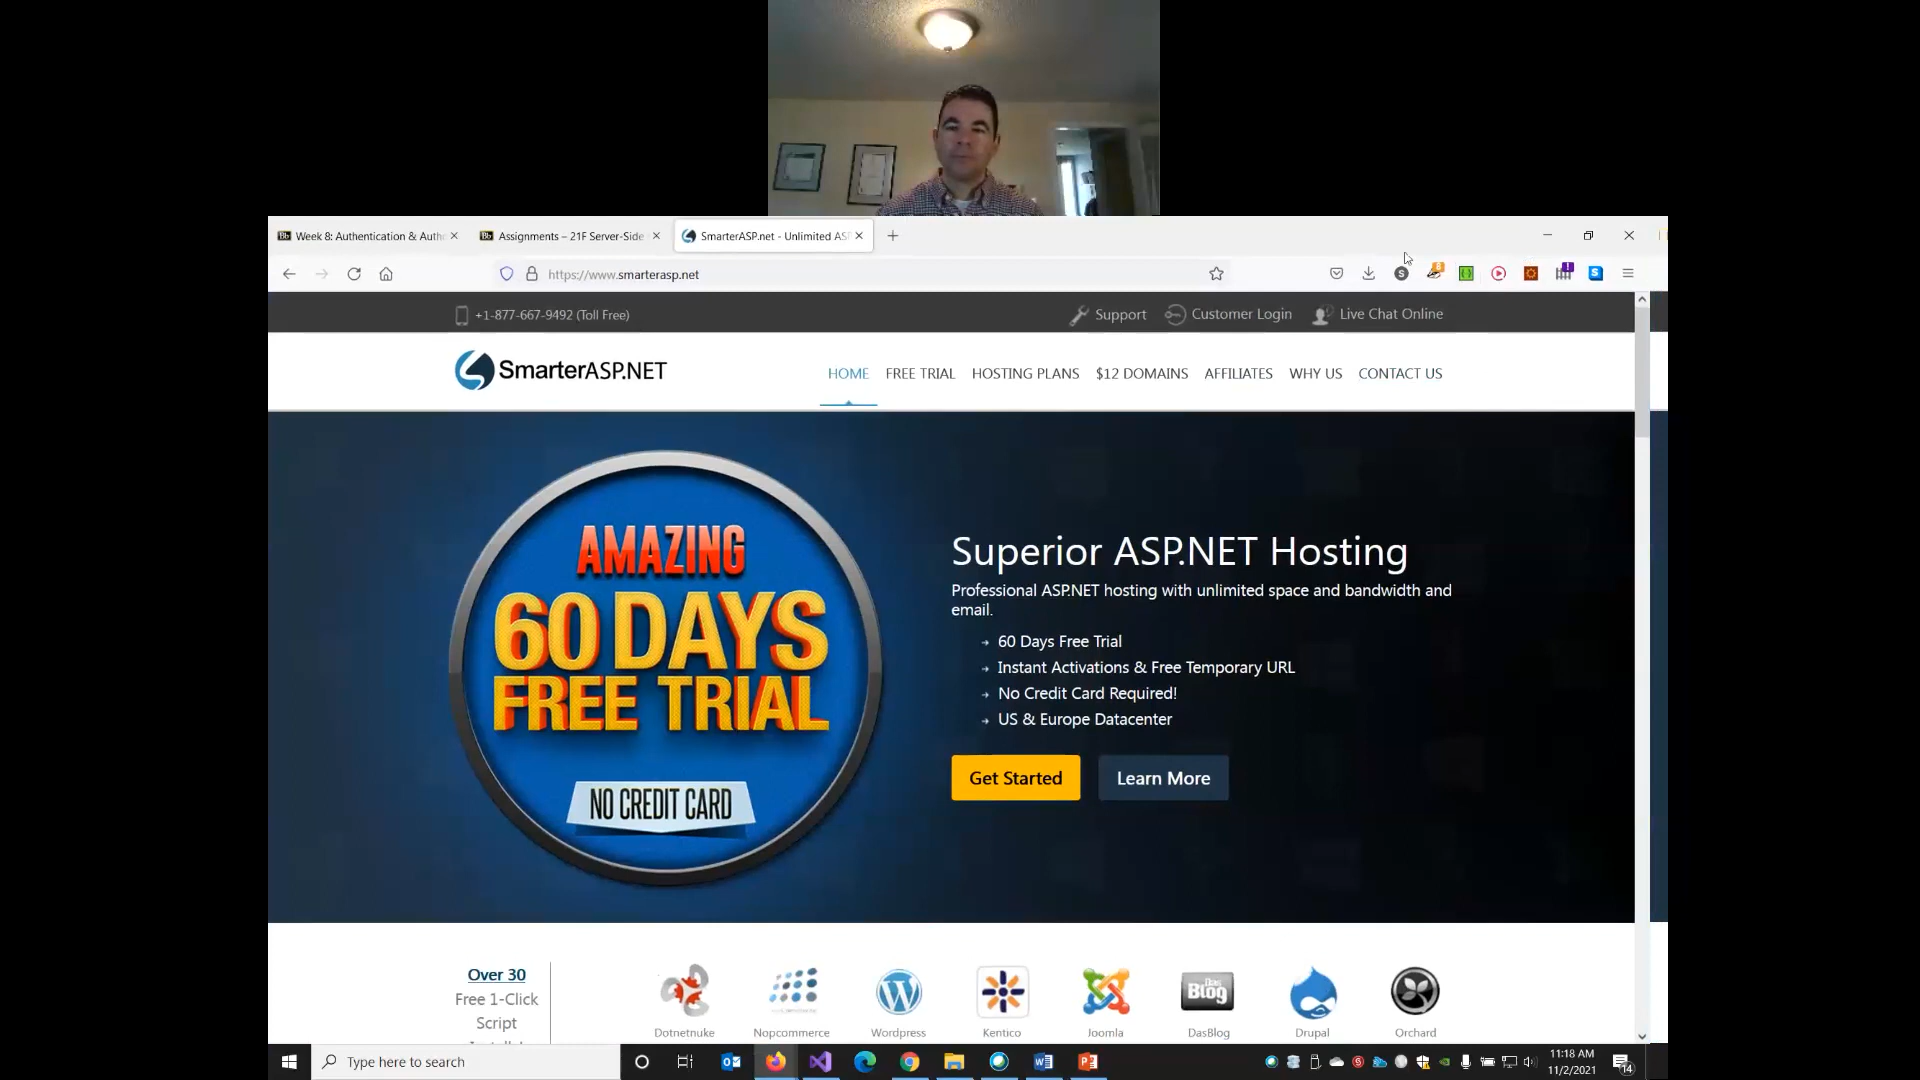 Week 8: Authentication & Auth
Assignments – 21F Server-Side
SmarterASP.net - Unlimited ASP
https://www.smarterasp.net
+1-877-667-9492 (Toll Free)
Support
Customer Login
Live Chat Online
SmarterASP.NET
HOME
FREE TRIAL
HOSTING PLANS
$12 DOMAINS
AFFILIATES
WHY US
CONTACT US
AMAZING
60 DAYS
FREE TRIAL
NO CREDIT CARD
Superior ASP.NET Hosting
Professional ASP.NET hosting with unlimited space and bandwidth and
email.
60 Days Free Trial
Instant Activations & Free Temporary URL
No Credit Card Required!
US & Europe Datacenter
Get Started
Learn More
Over 30
Free 1-Click
Script
Blog
Dotnetnuke
Nopcommerce
Wordpress
Kentico
Joomla
DasBlog
Drupal
Orchard
Type here to search
11:18 AM
11/2/2021
14